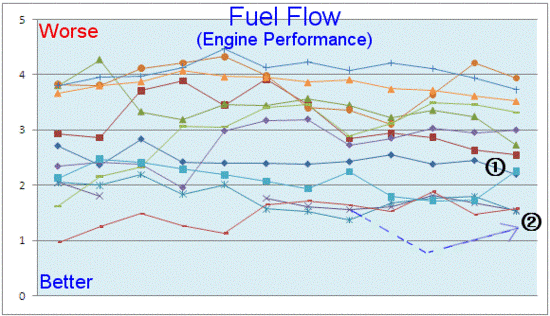 Fuel Flow
(Engine Performance)
Worse
Better
5
4
3
2
1
0
①
②